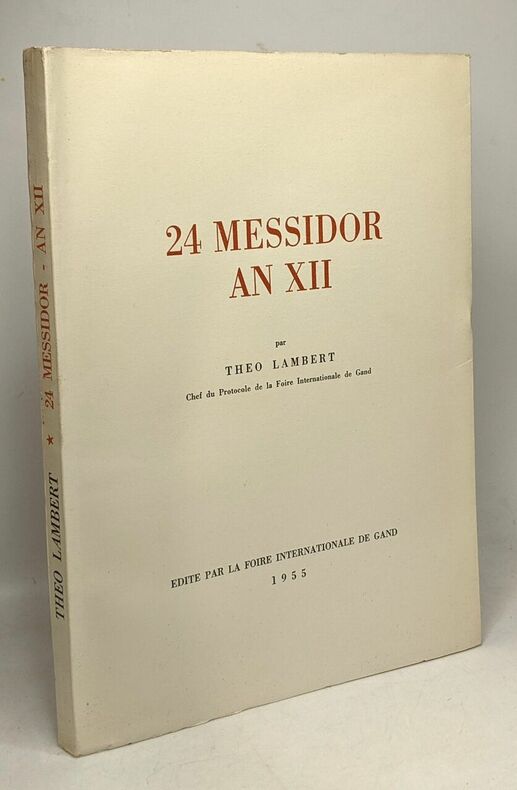 24 MESSIDOR
AN XII
par
THEO LAMBERT
Chef du Protocole de la Foire Internationale de Gand
EDITE PAR LA FOIRE INTERNATIONALE DE GAND
1955
THEO LAMBERT ★ 24 MESSIDOR - AN XII